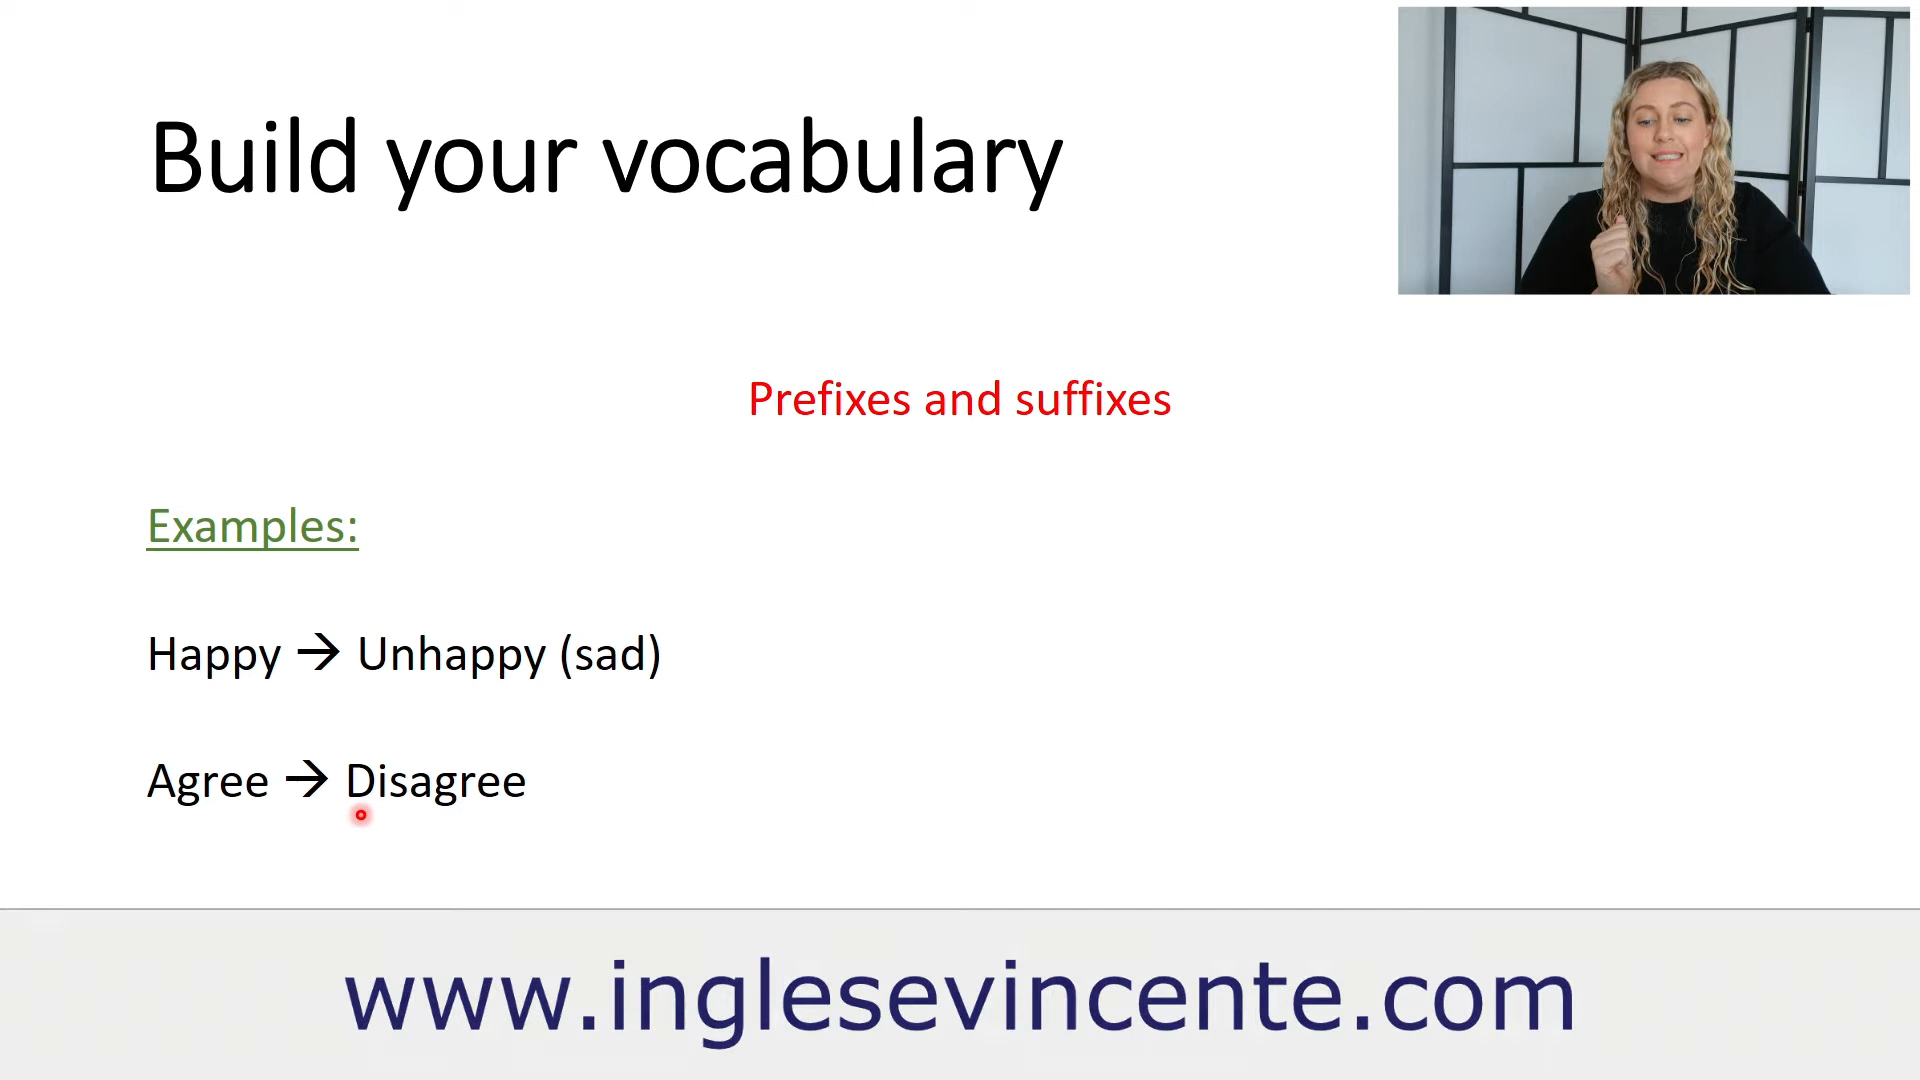 Build your vocabulary
Prefixes and suffixes
Examples:
Happy → Unhappy (sad)
Agree → Disagree
www.inglesevincente.com